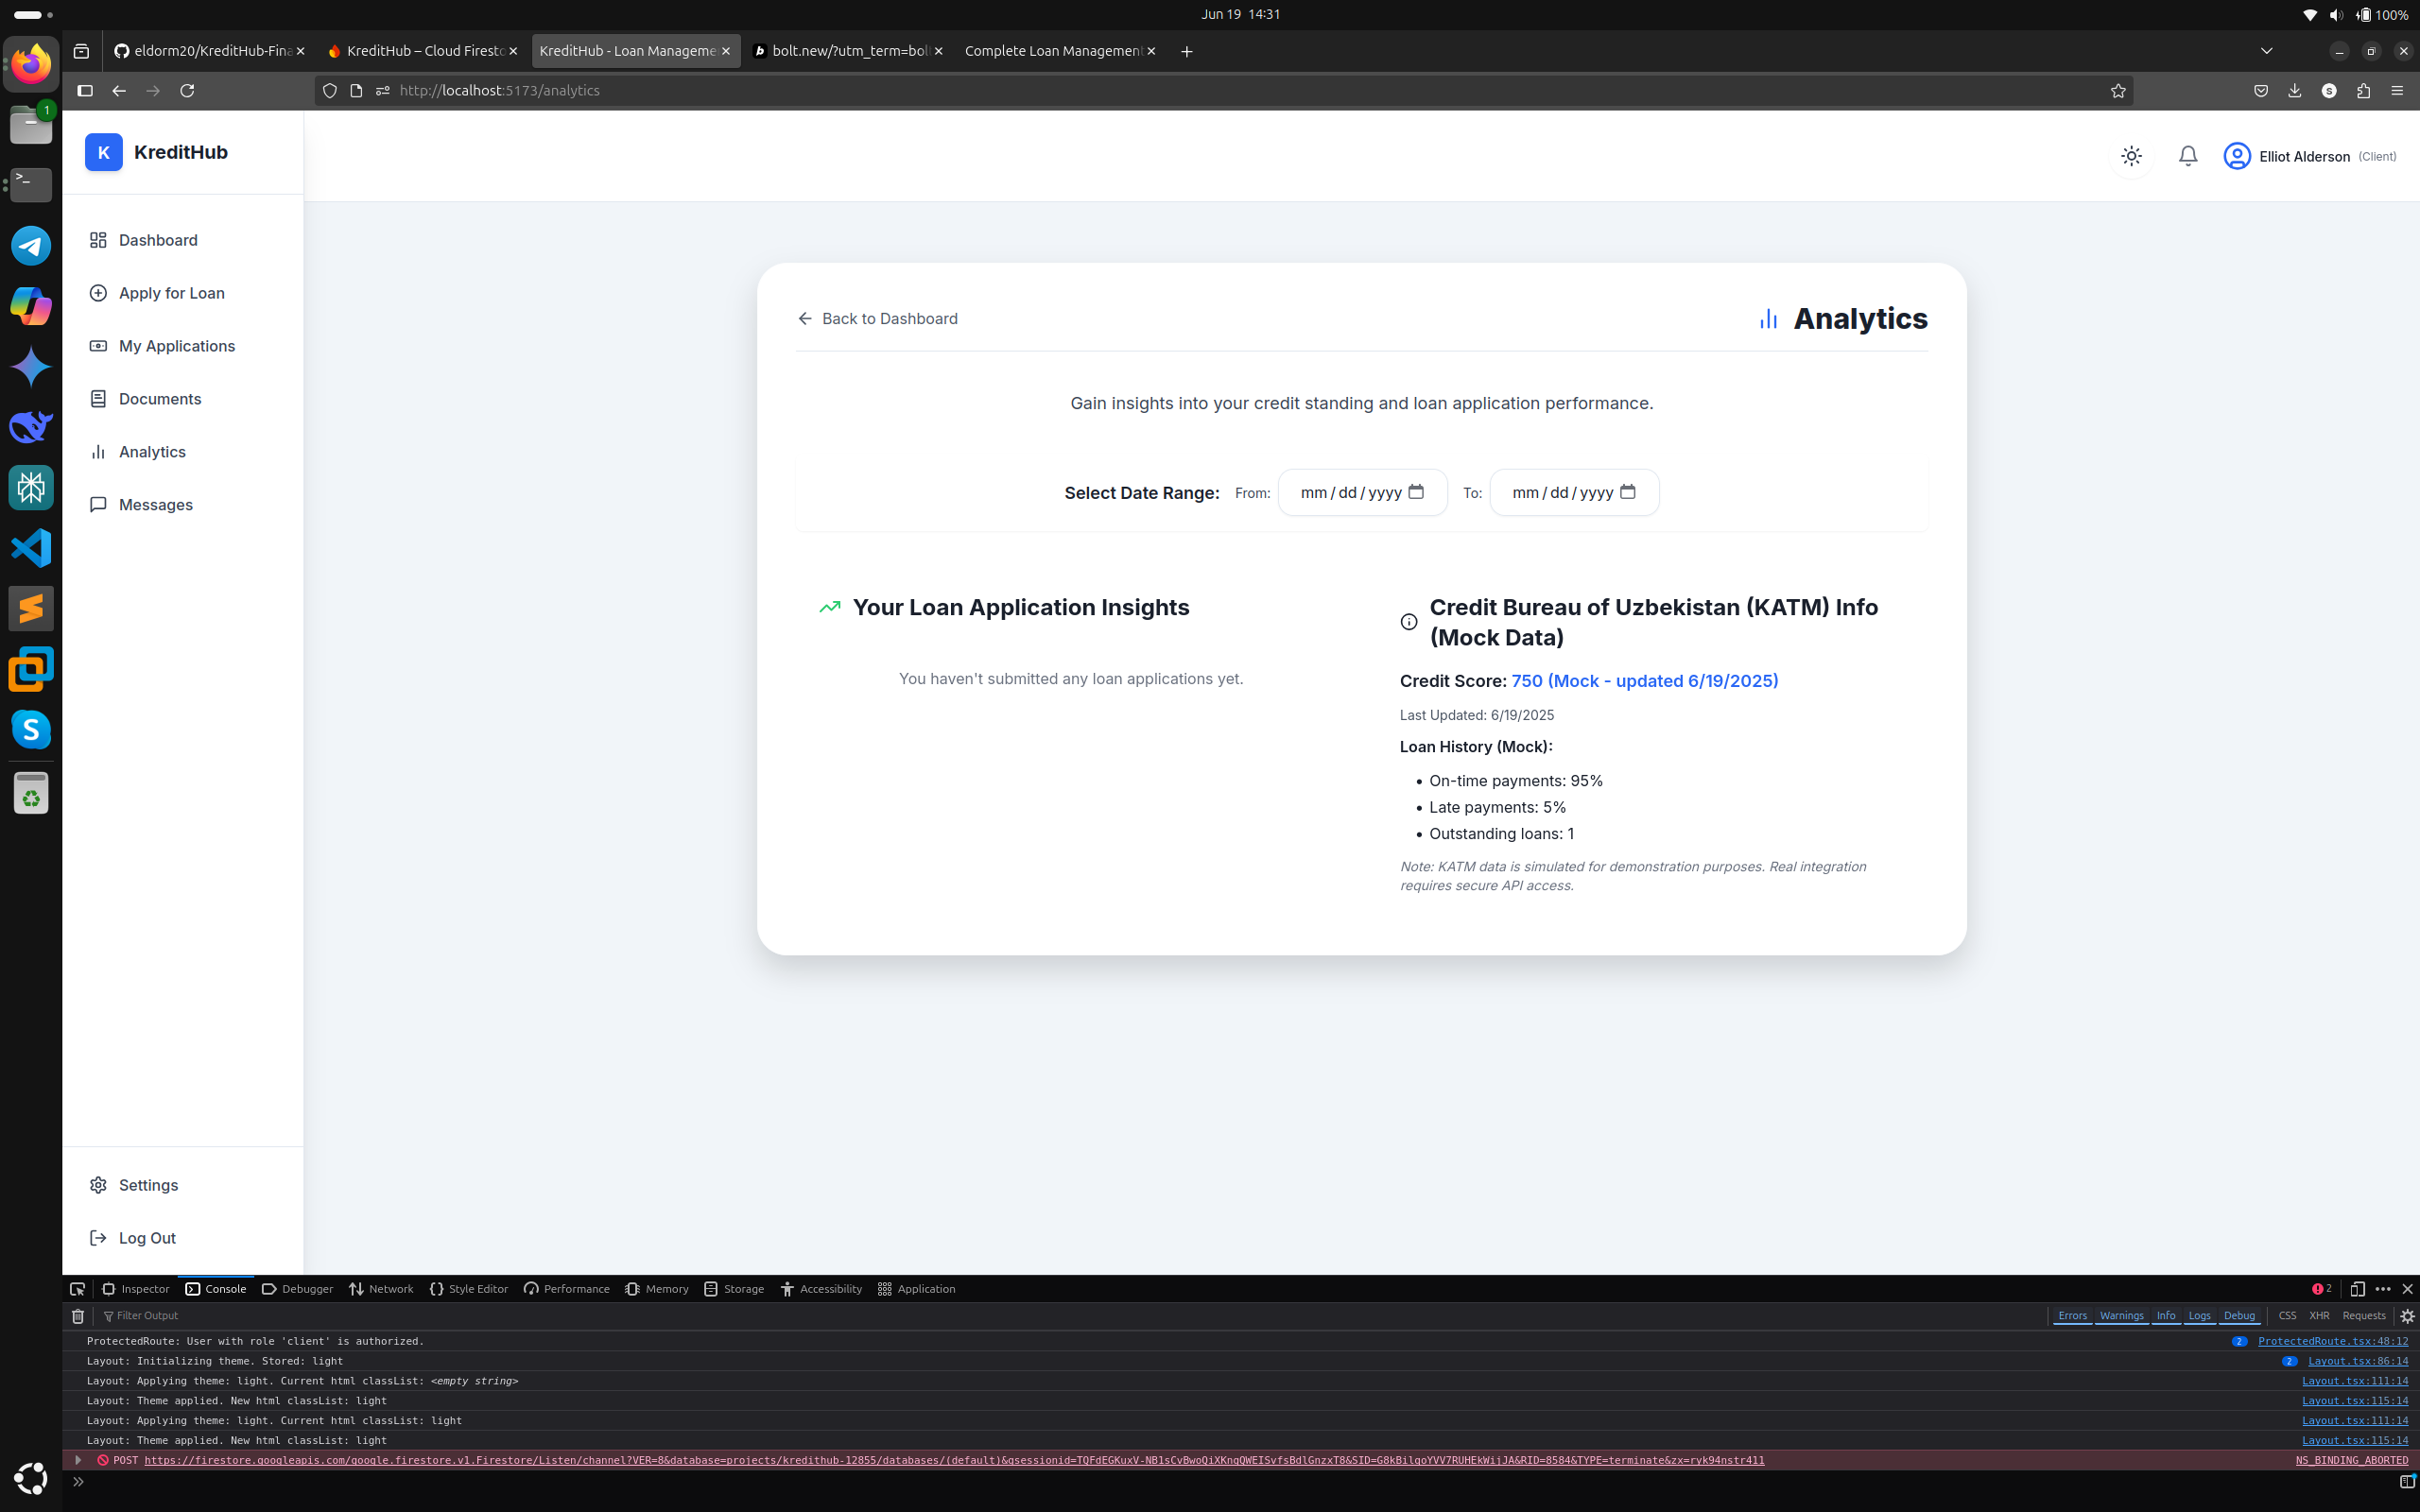 Jun 19 14:31
100%
eldorm20/KreditHub-Fina
KreditHub – Cloud Firesto
KreditHub - Loan Manageme
bolt.new/?utm_term=bol
Complete Loan Management
http://localhost:5173/analytics
S
1
K
KreditHub
Elliot Alderson (Client)
Dashboard
Apply for Loan
My Applications
Documents
Analytics
Messages
Settings
Log Out
Back to Dashboard
Analytics
Gain insights into your credit standing and loan application performance.
Select Date Range: From: mm / dd / yyyy To: mm / dd / yyyy
Your Loan Application Insights
You haven't submitted any loan applications yet.
Credit Bureau of Uzbekistan (KATM) Info
(Mock Data)
Credit Score: 750 (Mock - updated 6/19/2025)
Last Updated: 6/19/2025
Loan History (Mock):
• On-time payments: 95%
• Late payments: 5%
• Outstanding loans: 1
Note: KATM data is simulated for demonstration purposes. Real integration
requires secure API access.
Inspector Console Debugger Network Style Editor Performance Memory Storage Accessibility Application
2
Filter Output
Errors Warnings Info Logs Debug CSS XHR Requests
ProtectedRoute: User with role 'client' is authorized. 2 ProtectedRoute.tsx:48:12
Layout: Initializing theme. Stored: light 2 Layout.tsx:86:14
Layout: Applying theme: light. Current html classList: <empty string> Layout.tsx:111:14
Layout: Theme applied. New html classList: light Layout.tsx:115:14
Layout: Applying theme: light. Current html classList: light Layout.tsx:111:14
Layout: Theme applied. New html classList: light Layout.tsx:115:14
POST https://firestore.googleapis.com/google.firestore.v1.Firestore/Listen/channel?VER=8&database=projects/kredithub-12855/databases/(default)&gsessionid=TQFdEGKuxV-NB1sCvBwoQiXKnqQWEISvfsBdlGnzxT8&SID=G8kBilqoYVV7RUHEkWijJA&RID=8584&TYPE=terminate&zx=rvk94nstr411 NS_BINDING_ABORTED